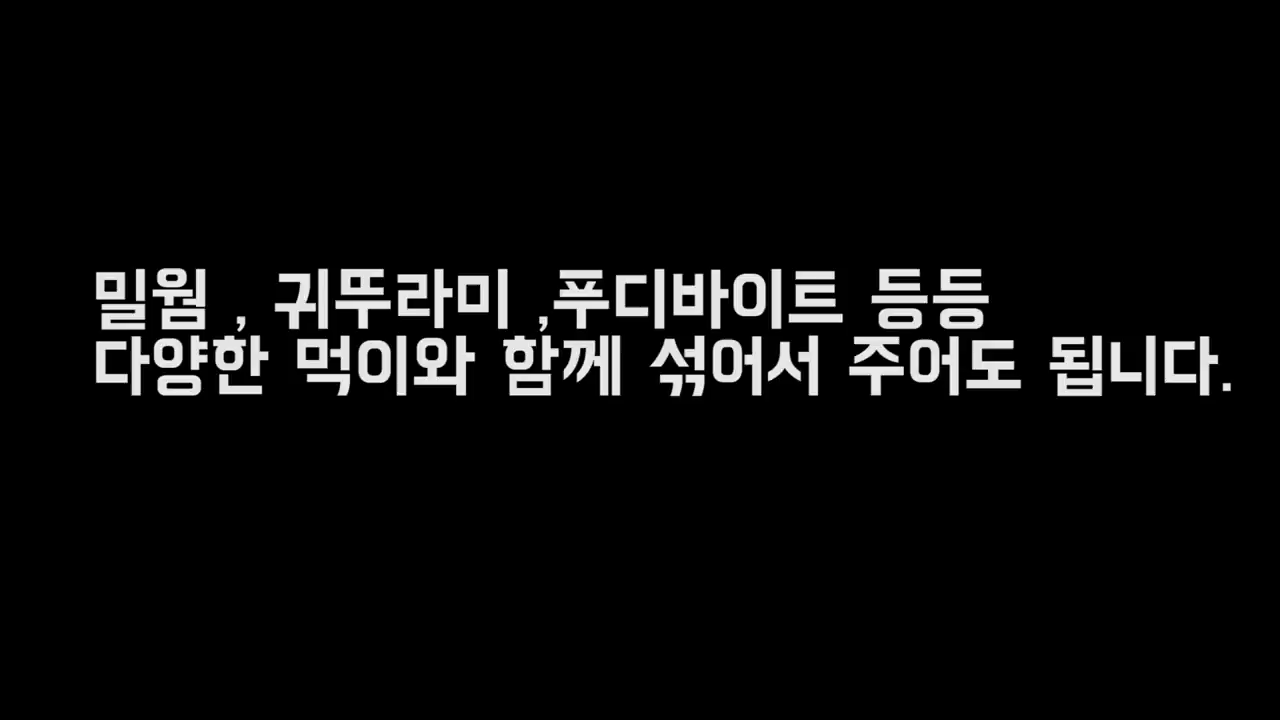 밀웜 , 귀뚜라미 ,푸디바이트 등등
다양한 먹이와 함께 섞어서 주어도 됩니다.